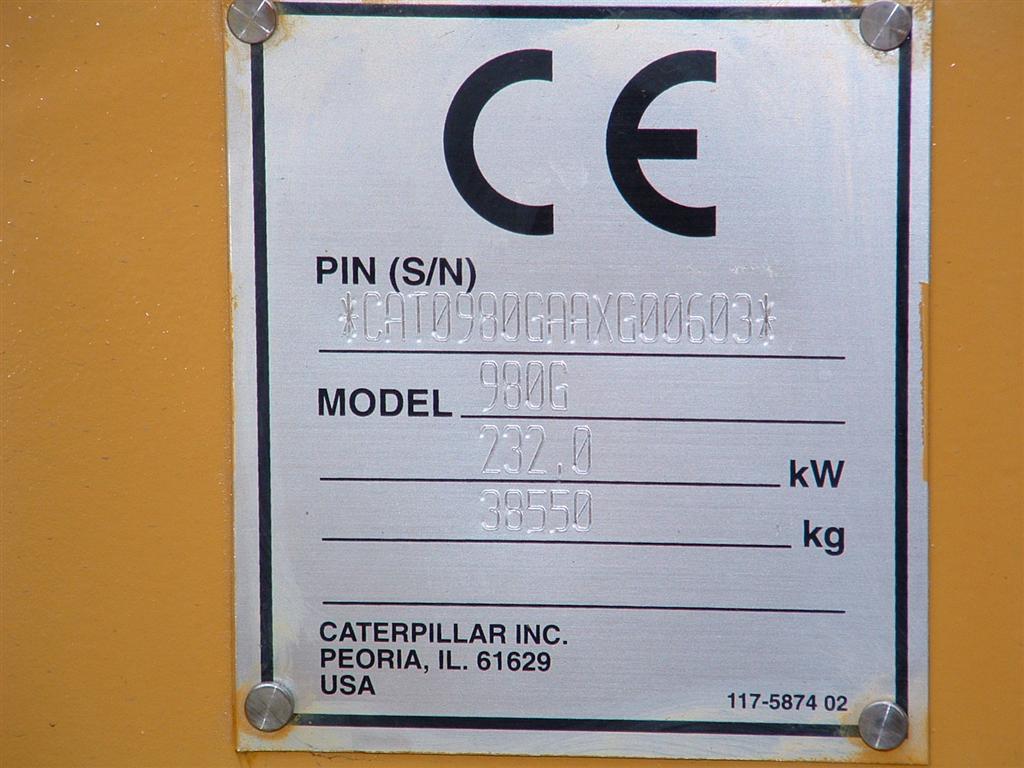 CE
PIN (S/N)
*CAT0980GAAXG00603*
MODEL 980G
232.0 kW
38550 kg
CATERPILLAR INC.
PEORIA, IL. 61629
USA
117-5874 02